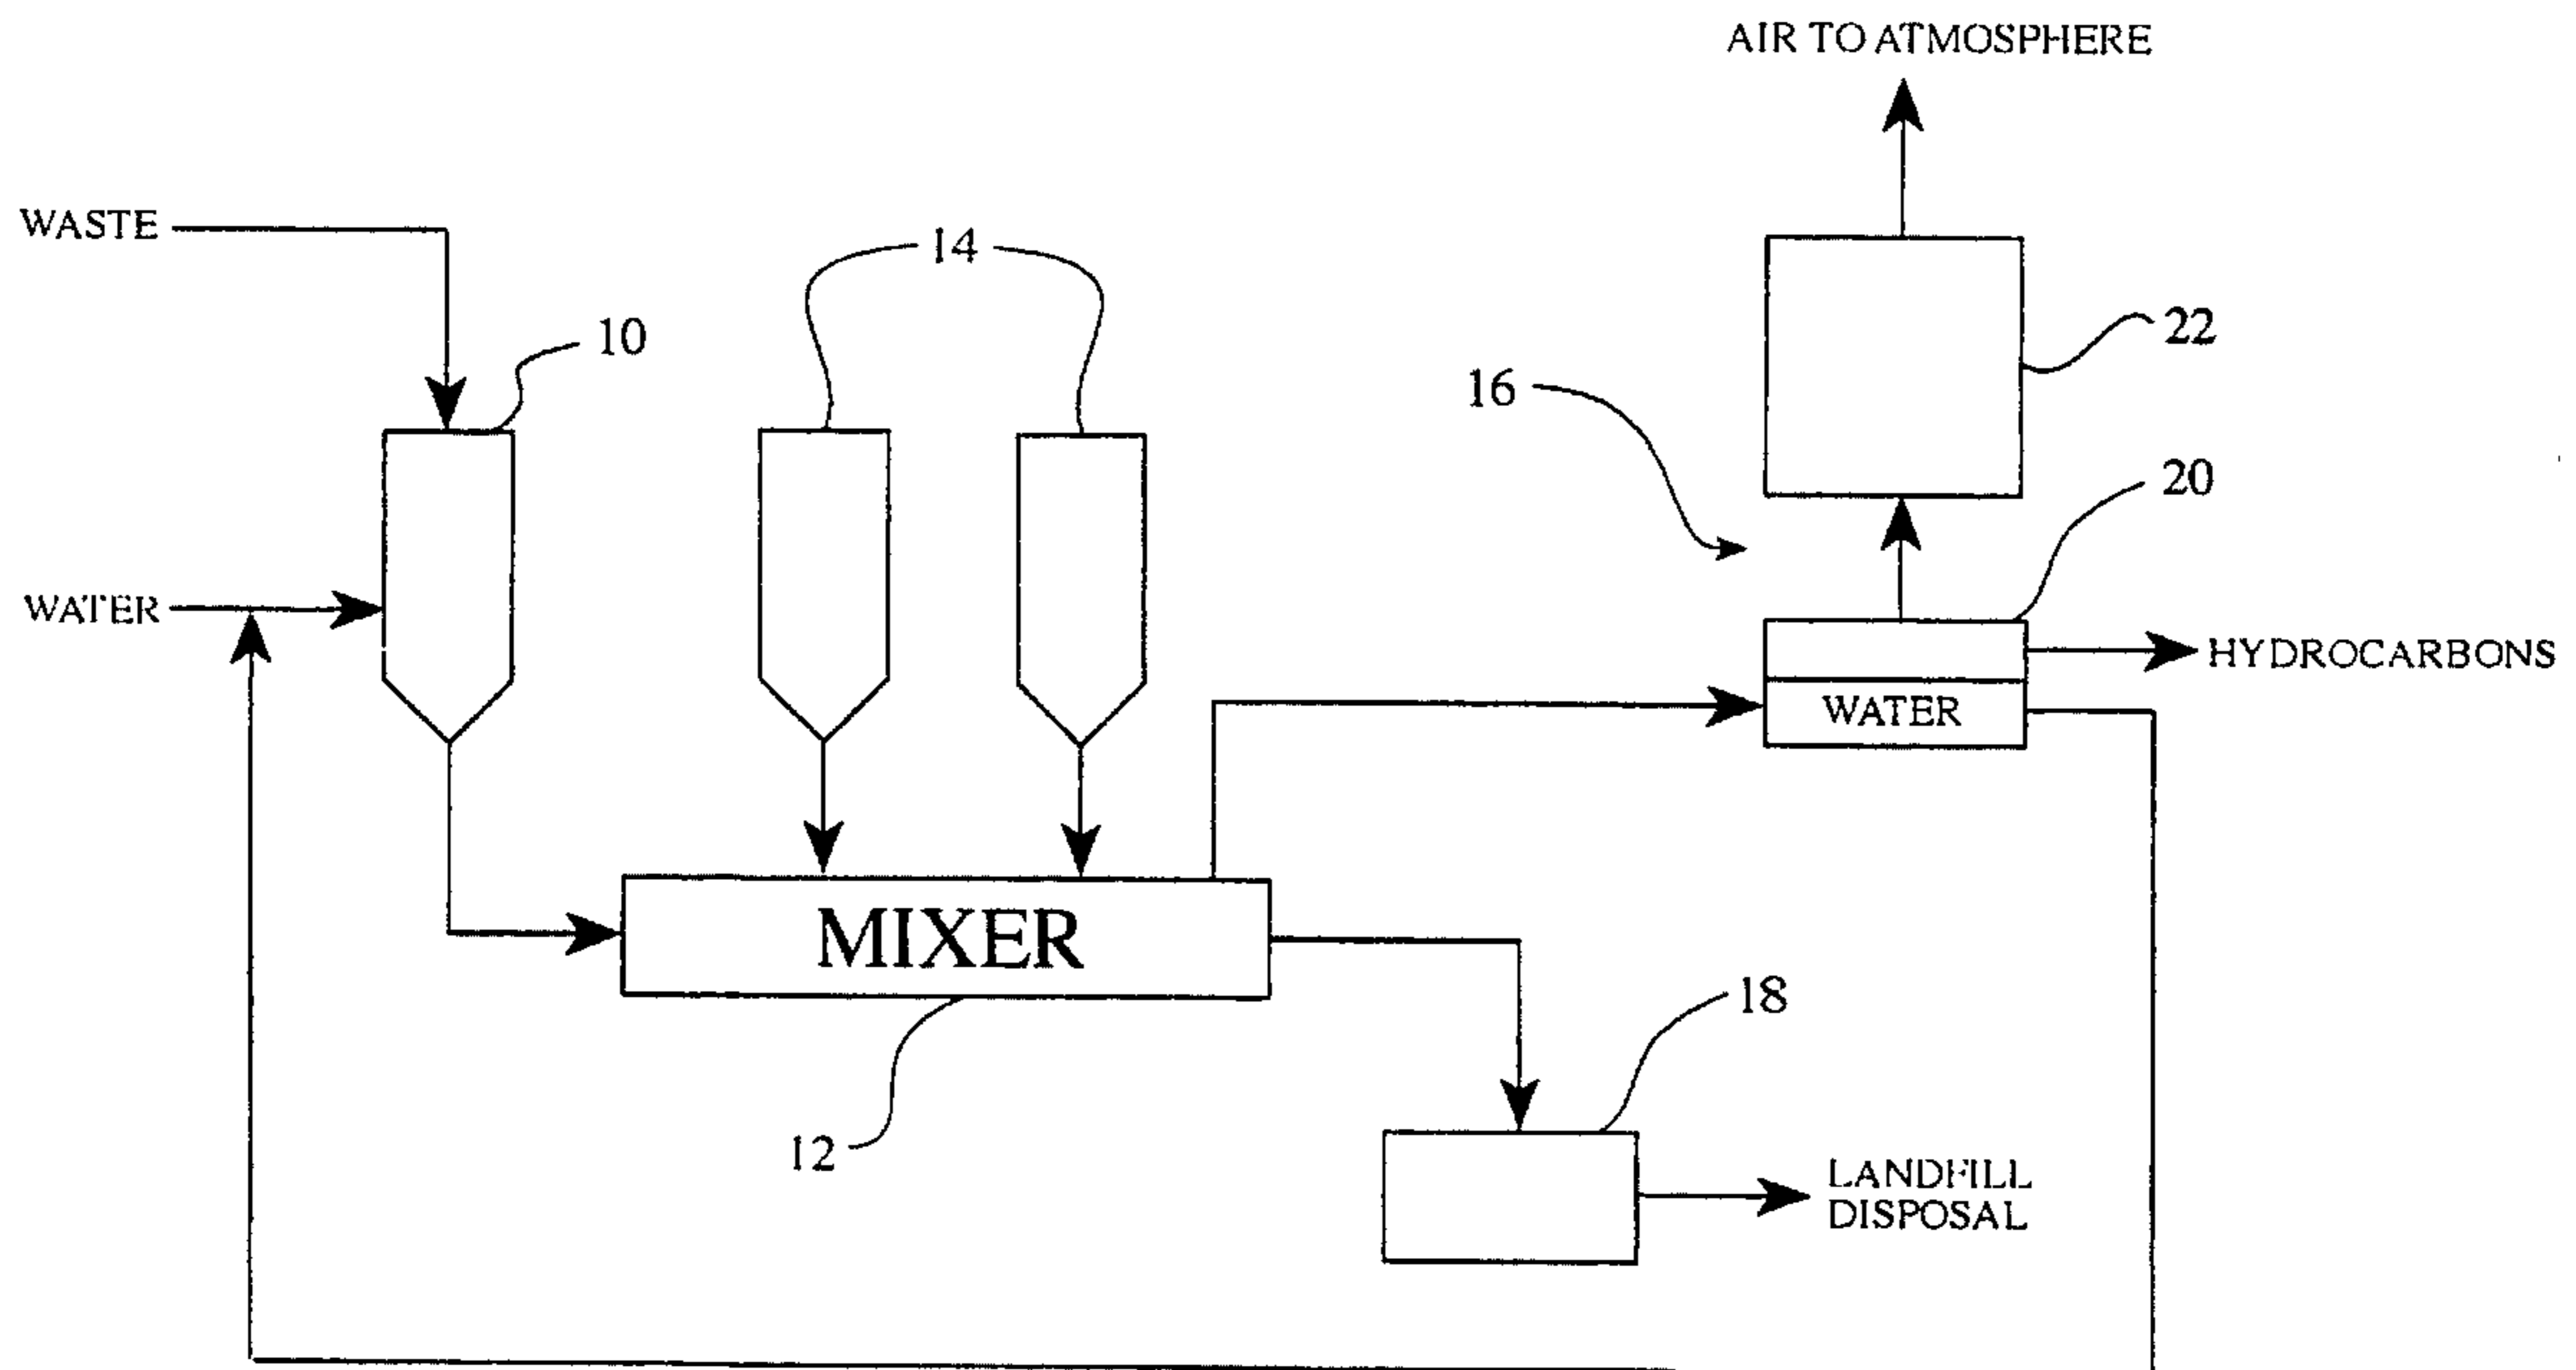 AIR TO ATMOSPHERE
WASTE
14
10
22
16
20
WATER
HYDROCARBONS
WATER
MIXER
18
12
LANDFILL
DISPOSAL